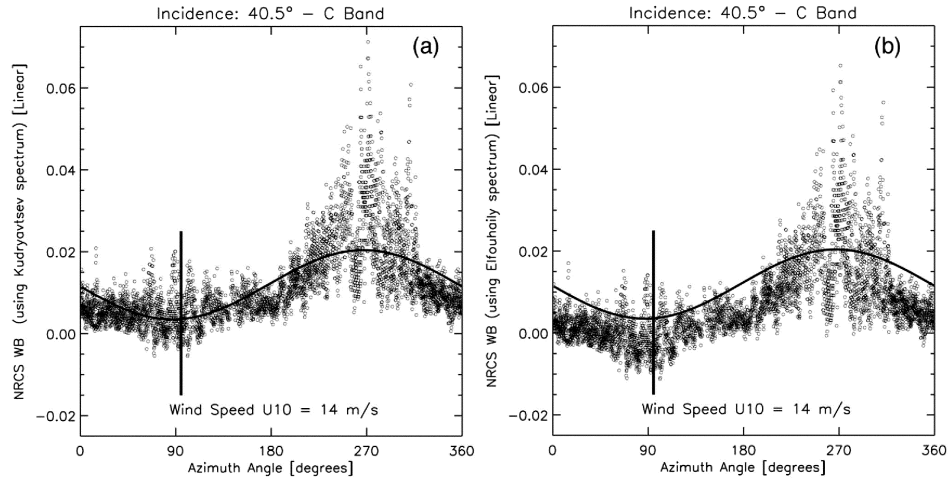 Incidence: 40.5° – C Band
(a)
NRCS WB (using Kudryavtsev spectrum) [Linear]
0.06
0.04
0.02
0.00
−0.02
Wind Speed U10 = 14 m/s
0 90 180 270 360
Azimuth Angle [degrees]
Incidence: 40.5° – C Band
(b)
NRCS WB (using Elfouhaily spectrum) [Linear]
0.06
0.04
0.02
0.00
−0.02
Wind Speed U10 = 14 m/s
0 90 180 270 360
Azimuth Angle [degrees]